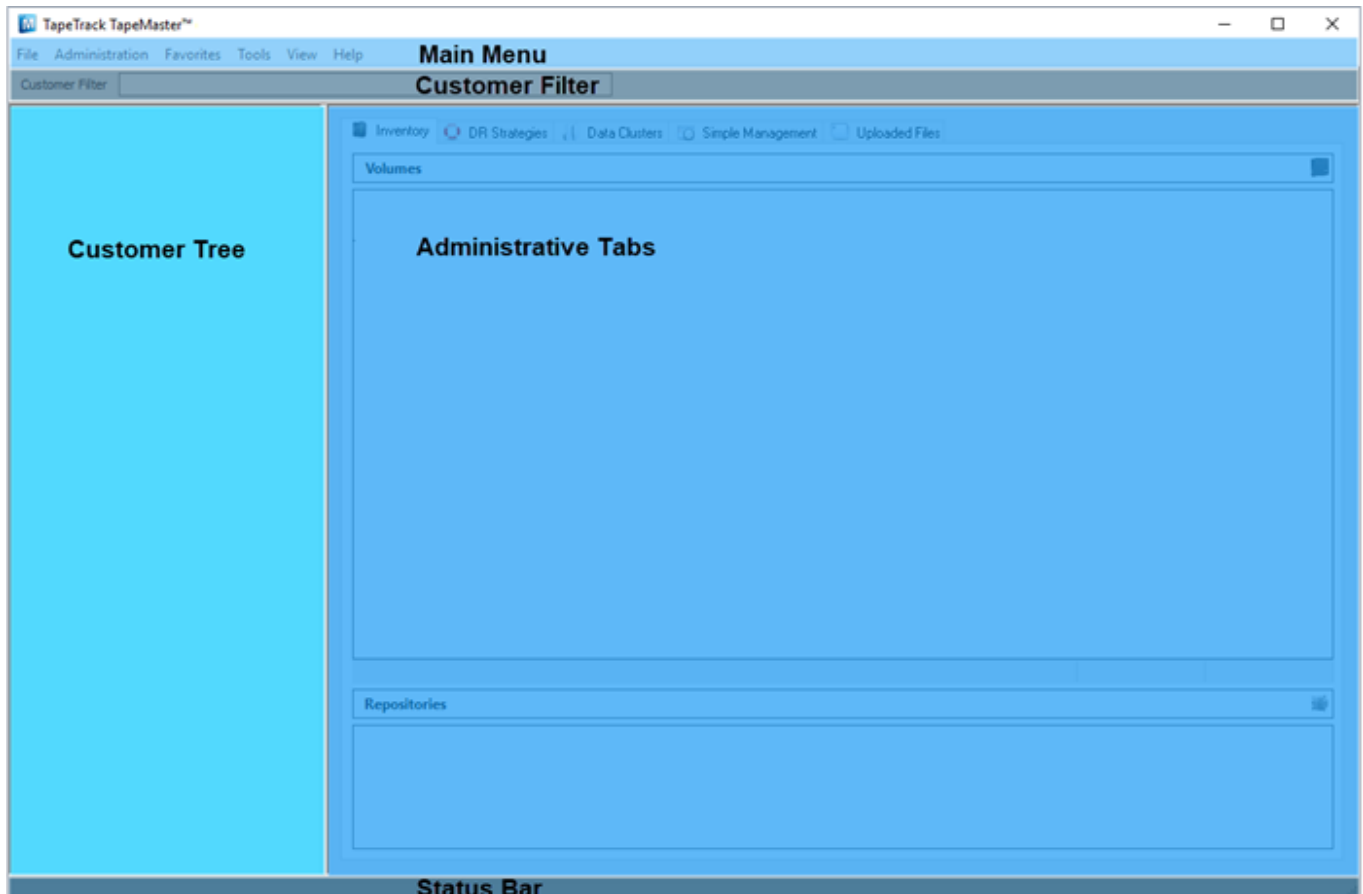 TapeTrack TapeMaster™
File Administration Favorites Tools View Help Main Menu
Customer Filter Customer Filter
Inventory DR Strategies Data Clusters Simple Management Uploaded Files
Volumes
Customer Tree Administrative Tabs
Repositories
Status Bar